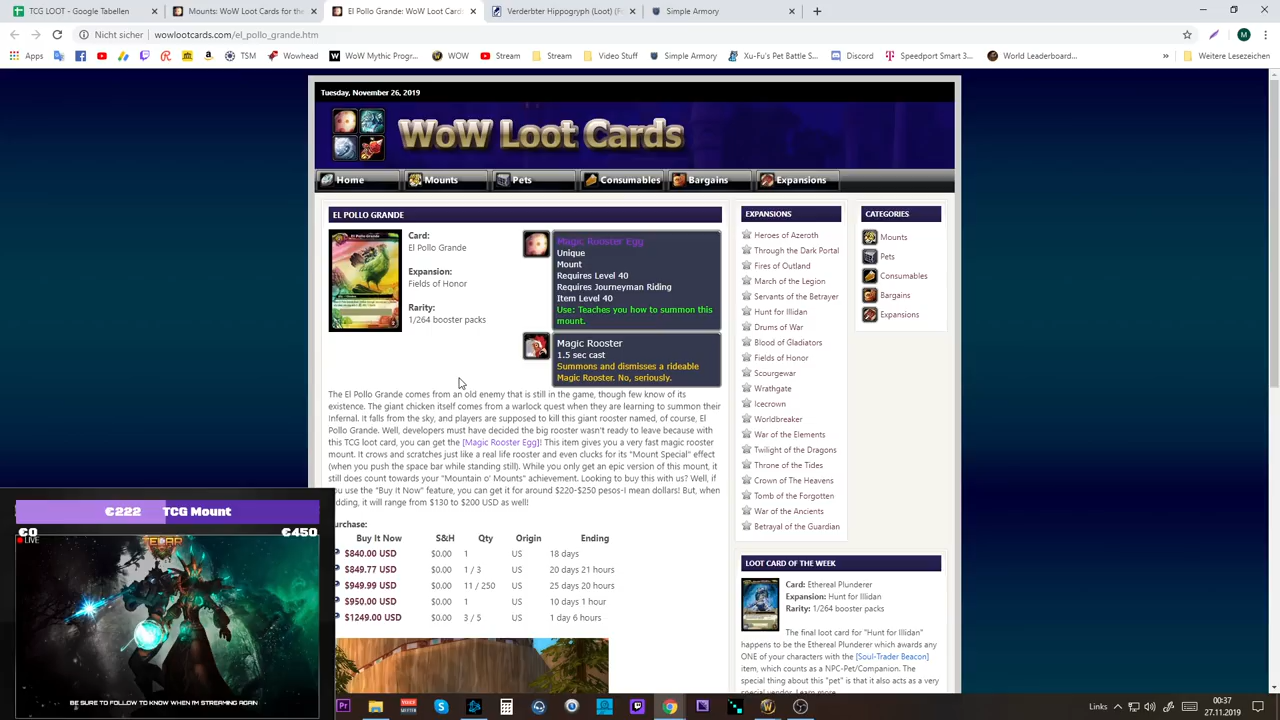 TCG LOOT – Google Tabellen
Mounts: WoW Loot Cards for the
El Pollo Grande: WoW Card
Verderbter Hippogryph (Loot) (F
Simple Armory
Nicht sicher
wowlootcards.com/el_pollo_grande.htm
Apps
TSM
Wowhead
WoW Mythic Progr...
WOW
Stream
Stream
Video Stuff
Simple Armory
Xu-Fu's Pet Battle S...
Discord
Speedport Smart 3...
World Leaderboard...
Weitere Lesezeichen
Tuesday, November 26, 2019
WoW Loot Cards
Home
Mounts
Pets
Consumables
Bargains
Expansions
EL POLLO GRANDE
Card:
El Pollo Grande
Expansion:
Fields of Honor
Rarity:
1/264 booster packs
Magic Rooster Egg
Unique
Mount
Requires Level 40
Requires Journeyman Riding
Item Level 40
Use: Teaches you how to summon this
mount.
Magic Rooster
1.5 sec cast
Summons and dismisses a rideable
Magic Rooster. No, seriously.
The El Pollo Grande comes from an old enemy that is still in the game, though few know of its
existence. The giant chicken itself comes from a warlock quest when they are learning to summon their
Infernal. It falls from the sky, and players are supposed to kill this giant rooster named, of course, El
Pollo Grande. Well, developers must have decided the big rooster wasn't ready to leave because with
this TCG loot card, you can get the [Magic Rooster Egg]! This item gives you a very fast magic rooster
mount. It crows and scratches just like a real life rooster and even clucks for its "Mount Special" effect
(when you push the space bar while standing still). While you only get an epic version of this mount, it
still does count towards your "Mountain o' Mounts" achievement. Looking to buy this with us? Well, if
you use the "Buy It Now" feature, you can get it for around $220-$250 pesos-I mean dollars! But, when
dding, it will range from $130 to $200 USD as well!
urchase:
Buy It Now
S&H
Qty
Origin
Ending
$840.00 USD $0.00 1 US 18 days
$849.77 USD $0.00 1 / 3 US 20 days 21 hours
$949.99 USD $0.00 11 / 250 US 25 days 20 hours
$950.00 USD $0.00 1 US 10 days 1 hour
$1249.00 USD $0.00 3 / 5 US 1 day 6 hours
EXPANSIONS
Heroes of Azeroth
Through the Dark Portal
Fires of Outland
March of the Legion
Servants of the Betrayer
Hunt for Illidan
Drums of War
Blood of Gladiators
Fields of Honor
Scourgewar
Wrathgate
Icecrown
Worldbreaker
War of the Elements
Twilight of the Dragons
Throne of the Tides
Crown of The Heavens
Tomb of the Forgotten
War of the Ancients
Betrayal of the Guardian
CATEGORIES
Mounts
Pets
Consumables
Bargains
Expansions
LOOT CARD OF THE WEEK
Card: Ethereal Plunderer
Expansion: Hunt for Illidan
Rarity: 1/264 booster packs
The final loot card for "Hunt for Illidan"
happens to be the Ethereal Plunderer which awards any
ONE of your characters with the [Soul-Trader Beacon]
item, which counts as a NPC-Pet/Companion. The
special thing about this "pet" is that it also acts as a very
special vendor. Learn more...
€222
TCG Mount
€0
€450
LIVE
BE SURE TO FOLLOW TO KNOW WHEN I'M STREAMING AGAIN
Links
00:37
27.11.2019